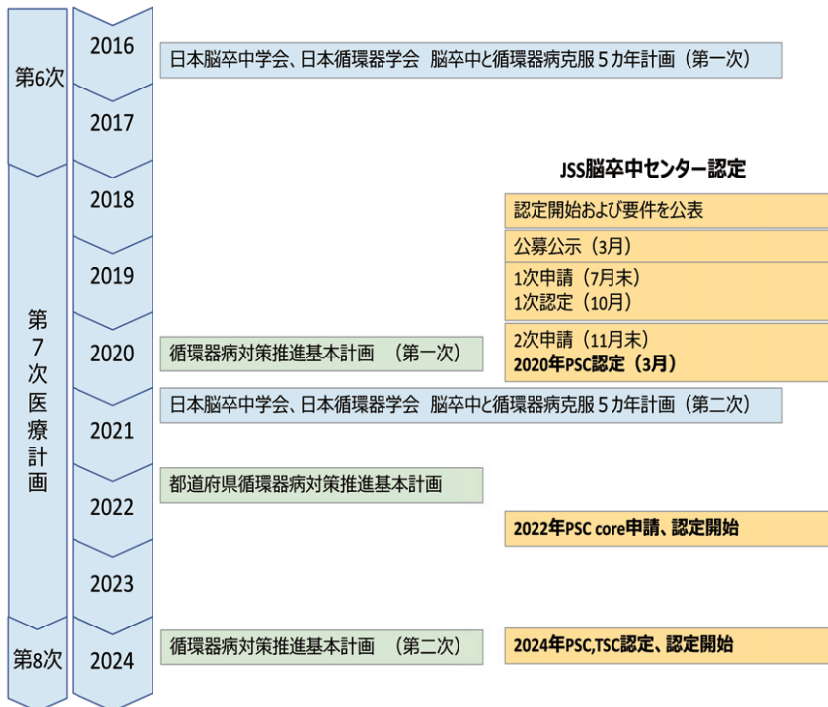 第6次
第7次医療計画
第8次
2016
2017
2018
2019
2020
2021
2022
2023
2024
日本脳卒中学会、日本循環器学会 脳卒中と循環器病克服5カ年計画（第一次）
JSS脳卒中センター認定
認定開始および要件を公表
公募公示（3月）
1次申請（7月末）
1次認定（10月）
2次申請（11月末）
2020年PSC認定（3月）
循環器病対策推進基本計画 （第一次）
日本脳卒中学会、日本循環器学会 脳卒中と循環器病克服5カ年計画（第二次）
都道府県循環器病対策推進基本計画
2022年PSC core申請、認定開始
循環器病対策推進基本計画 （第二次）
2024年PSC,TSC認定、認定開始